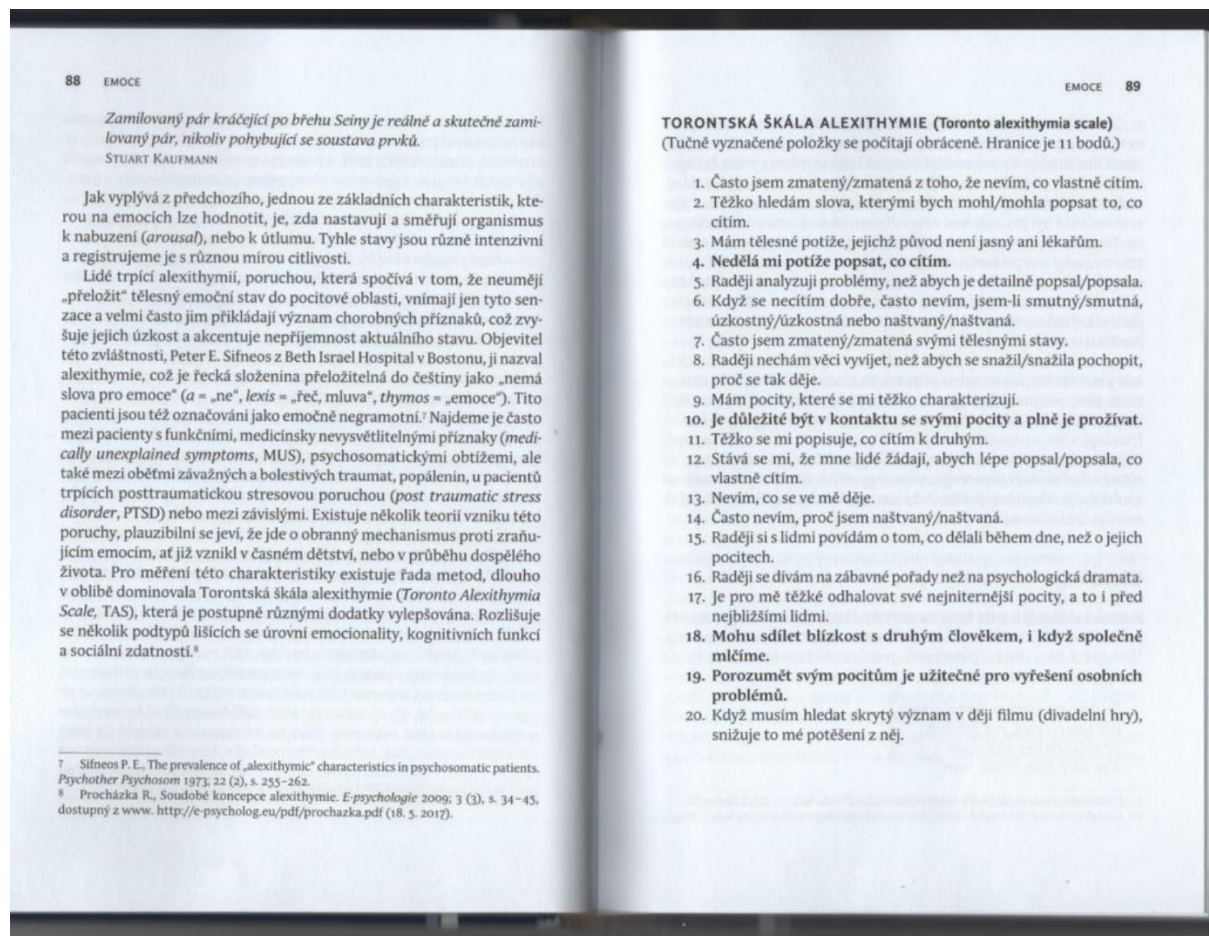 88 EMOCE
Zamilovaný pár kráčející po břehu Seiny je reálně a skutečně zami-
lovaný pár, nikoliv pohybující se soustava prvků.
STUART KAUFMANN
Jak vyplývá z předchozího, jednou ze základních charakteristik, kte-
rou na emocích lze hodnotit, je, zda nastavují a směřují organismus
k nabuzení (arousal), nebo k útlumu. Tyhle stavy jsou různě intenzivní
a registrujeme je s různou mírou citlivosti.
Lidé trpící alexithymií, poruchou, která spočívá v tom, že neumějí
„přeložit“ tělesný emoční stav do pocitové oblasti, vnímají jen tyto sen-
zace a velmi často jim přikládají význam chorobných příznaků, což zvy-
šuje jejich úzkost a akcentuje nepříjemnost aktuálního stavu. Objevitel
této zvláštnosti, Peter E. Sifneos z Beth Israel Hospital v Bostonu, ji nazval
alexithymie, což je řecká složenina přeložitelná do češtiny jako „nemá
slova pro emoce“ (a = „ne“, lexis = „řeč, mluva“, thymos = „emoce“). Tito
pacienti jsou též označováni jako emočně negramotní.⁷ Najdeme je často
mezi pacienty s funkčními, medicínsky nevysvětlitelnými příznaky (medi-
cally unexplained symptoms, MUS), psychosomatickými obtížemi, ale
také mezi oběťmi závažných a bolestivých traumat, popálenin, u pacientů
trpících posttraumatickou stresovou poruchou (post traumatic stress
disorder, PTSD) nebo mezi závislými. Existuje několik teorií vzniku této
poruchy, plauzibilní se jeví, že jde o obranný mechanismus proti zraňu-
jícím emocím, ať již vznikl v časném dětství, nebo v průběhu dospělého
života. Pro měření této charakteristiky existuje řada metod, dlouho
v oblibě dominovala Torontská škála alexithymie (Toronto Alexithymia
Scale, TAS), která je postupně různými dodatky vylepšována. Rozlišuje
se několik podtypů lišících se úrovní emocionality, kognitivních funkcí
a sociální zdatností.⁸
7 Sifneos P. E., The prevalence of „alexithymic“ characteristics in psychosomatic patients.
Psychother Psychosom 1973; 22 (2), s. 255–262.
8 Procházka R., Soudobé koncepce alexithymie. E-psychologie 2009; 3 (3), s. 34–45,
dostupný z www. http://e-psycholog.eu/pdf/prochazka.pdf (18. 5. 2017).
EMOCE 89
TORONTSKÁ ŠKÁLA ALEXITHYMIE (Toronto alexithymia scale)
(Tučně vyznačené položky se počítají obráceně. Hranice je 11 bodů.)
1. Často jsem zmatený/zmatená z toho, že nevím, co vlastně cítím.
2. Těžko hledám slova, kterými bych mohl/mohla popsat to, co
cítím.
3. Mám tělesné potíže, jejichž původ není jasný ani lékařům.
4. Nedělá mi potíže popsat, co cítím.
5. Raději analyzuji problémy, než abych je detailně popsal/popsala.
6. Když se necítím dobře, často nevím, jsem-li smutný/smutná,
úzkostný/úzkostná nebo naštvaný/naštvaná.
7. Často jsem zmatený/zmatená svými tělesnými stavy.
8. Raději nechám věci vyvíjet, než abych se snažil/snažila pochopit,
proč se tak děje.
9. Mám pocity, které se mi těžko charakterizují.
10. Je důležité být v kontaktu se svými pocity a plně je prožívat.
11. Těžko se mi popisuje, co cítím k druhým.
12. Stává se mi, že mne lidé žádají, abych lépe popsal/popsala, co
vlastně cítím.
13. Nevím, co se ve mě děje.
14. Často nevím, proč jsem naštvaný/naštvaná.
15. Raději si s lidmi povídám o tom, co dělali během dne, než o jejich
pocitech.
16. Raději se dívám na zábavné pořady než na psychologická dramata.
17. Je pro mě těžké odhalovat své nejniternější pocity, a to i před
nejbližšími lidmi.
18. Mohu sdílet blízkost s druhým člověkem, i když společně
mlčíme.
19. Porozumět svým pocitům je užitečné pro vyřešení osobních
problémů.
20. Když musím hledat skrytý význam v ději filmu (divadelní hry),
snižuje to mé potěšení z něj.